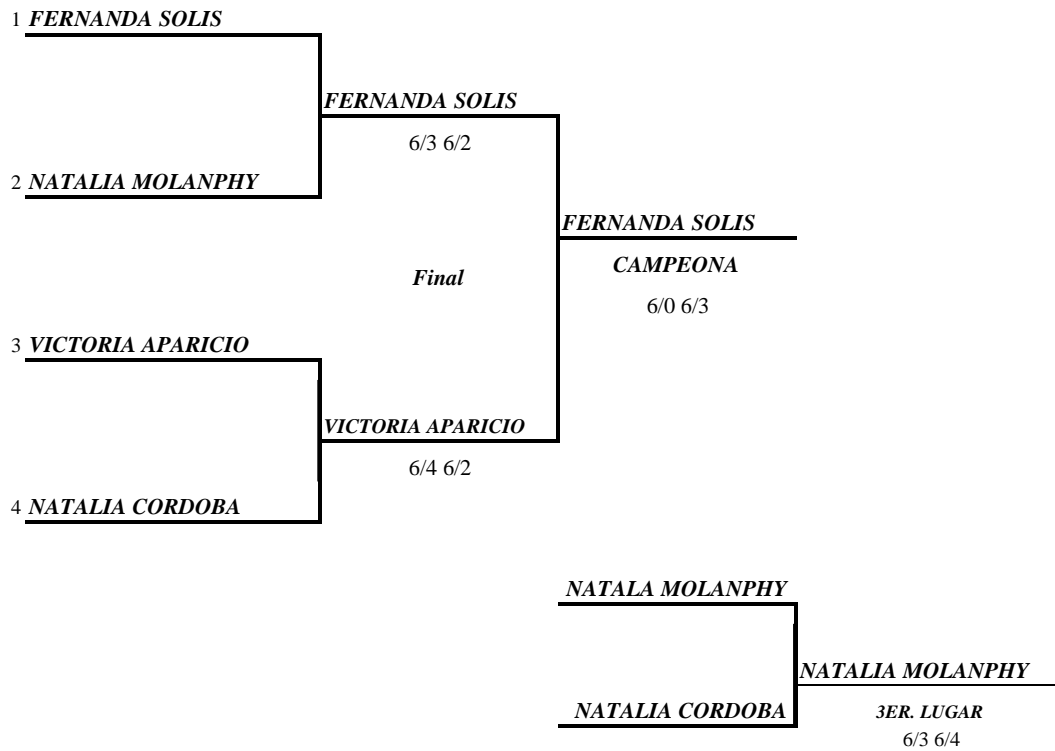 1 FERNANDA SOLIS
FERNANDA SOLIS
6/3 6/2
2 NATALIA MOLANPHY
FERNANDA SOLIS
CAMPEONA
Final
6/0 6/3
3 VICTORIA APARICIO
VICTORIA APARICIO
6/4 6/2
4 NATALIA CORDOBA
NATALA MOLANPHY
NATALIA MOLANPHY
NATALIA CORDOBA
3ER. LUGAR
6/3 6/4